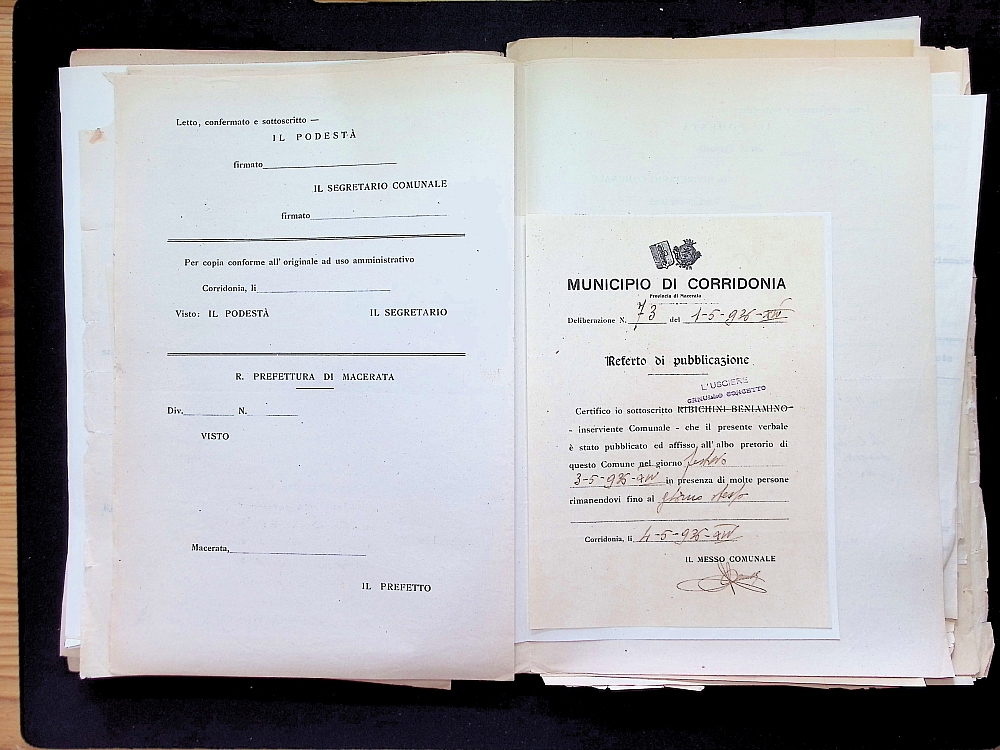 Letto, confermato e sottoscritto —
IL PODESTÀ
firmato
IL SEGRETARIO COMUNALE
firmato
Per copia conforme all' originale ad uso amministrativo
Corridonia, li
Visto: IL PODESTÀ IL SEGRETARIO
R. PREFETTURA DI MACERATA
Div. N.
VISTO
Macerata,
IL PREFETTO
MUNICIPIO DI CORRIDONIA
Provincia di Macerata
Deliberazione N. 73 del 1-5-936-XIV
Referto di pubblicazione
L'USCIERE
CONCETTO
Certifico io sottoscritto RIBICHINI BENIAMINO
- inserviente Comunale - che il presente verbale
è stato pubblicato ed affisso all'albo pretorio di
questo Comune nel giorno festivo
3-5-936-XIV in presenza di molte persone
rimanendovi fino al giorno stesso
Corridonia, li 4-5-936-XIV
IL MESSO COMUNALE